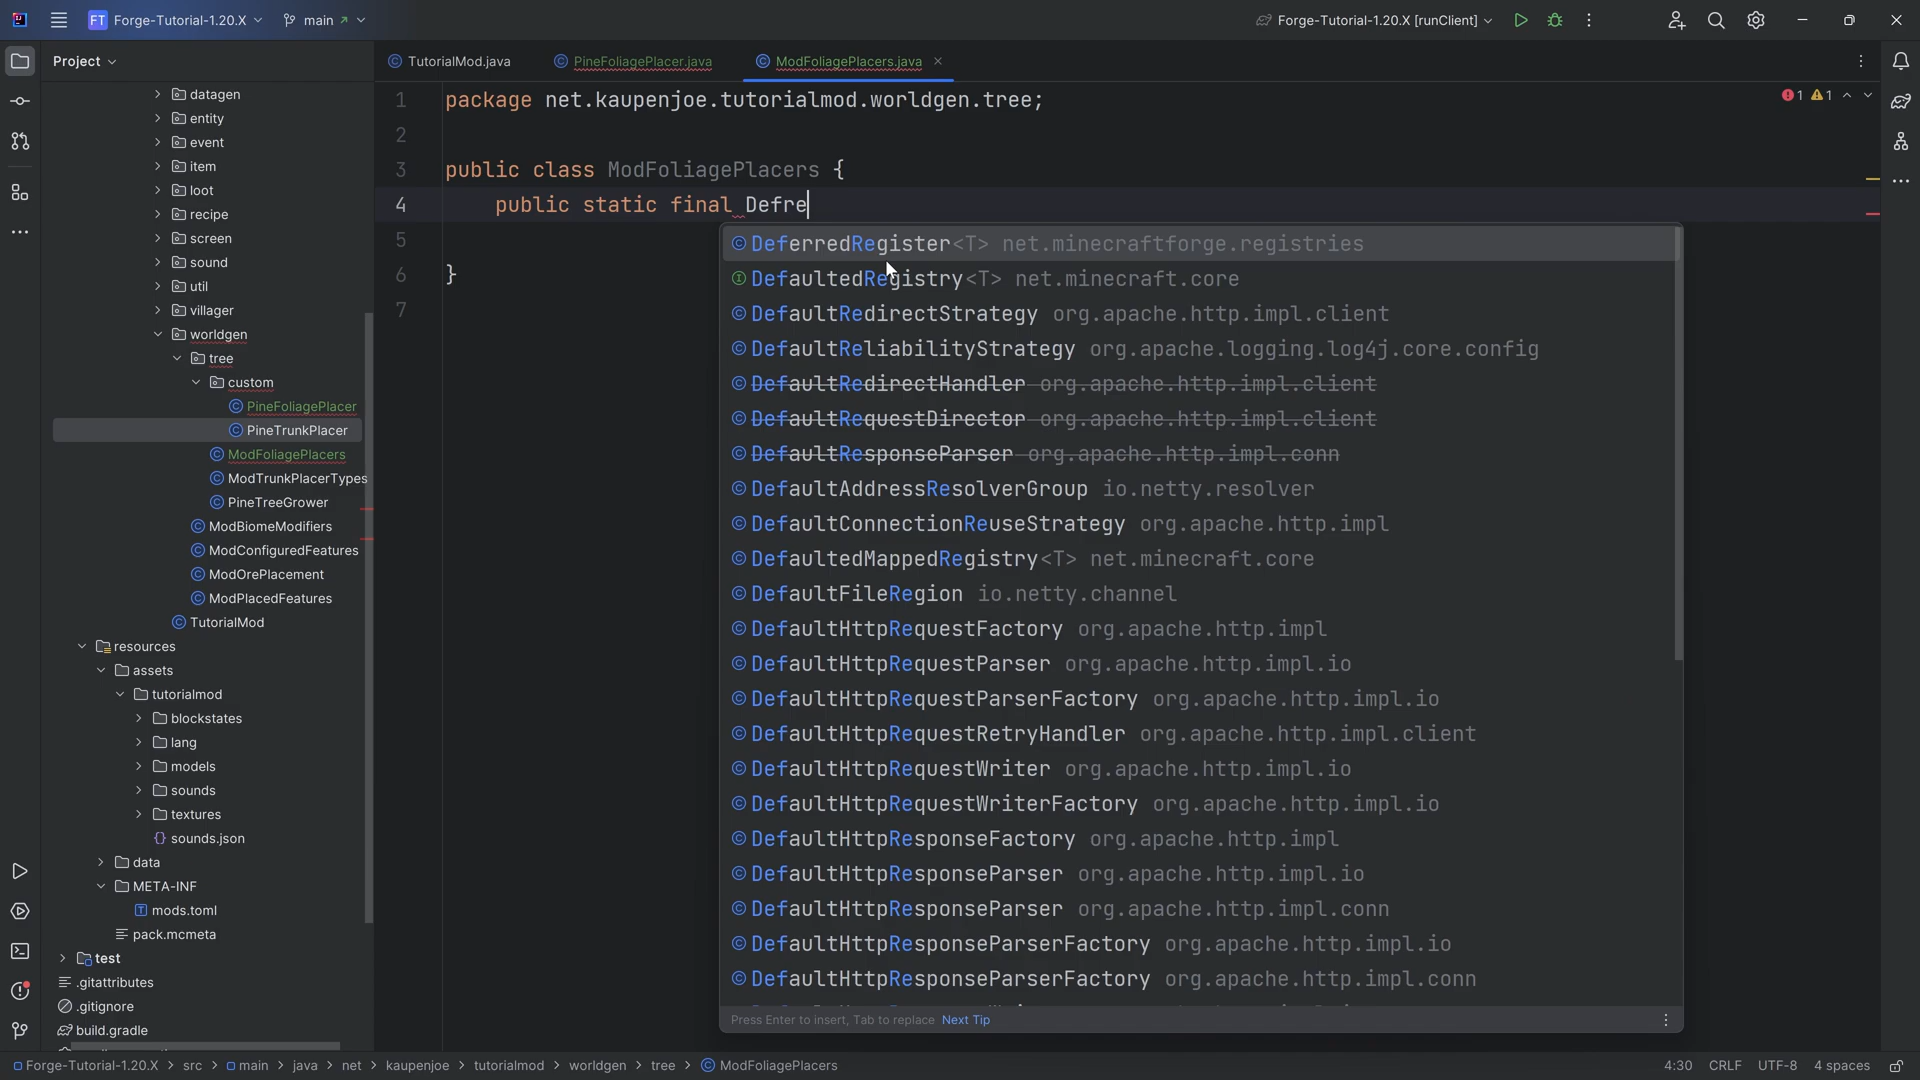 FT Forge-Tutorial-1.20.X main Forge-Tutorial-1.20.X [runClient]
Project
TutorialMod.java PineFoliagePlacer.java ModFoliagePlacers.java
1 1
datagen
entity
event
item
loot
recipe
screen
sound
util
villager
worldgen
tree
custom
PineFoliagePlacer
PineTrunkPlacer
ModFoliagePlacers
ModTrunkPlacerTypes
PineTreeGrower
ModBiomeModifiers
ModConfiguredFeatures
ModOrePlacement
ModPlacedFeatures
TutorialMod
resources
assets
tutorialmod
blockstates
lang
models
sounds
textures
sounds.json
data
META-INF
mods.toml
pack.mcmeta
test
.gitattributes
.gitignore
build.gradle
1 package net.kaupenjoe.tutorialmod.worldgen.tree;
2
3 public class ModFoliagePlacers {
4 public static final Defre
5
6 }
7
DeferredRegister<T> net.minecraftforge.registries
DefaultedRegistry<T> net.minecraft.core
DefaultRedirectStrategy org.apache.http.impl.client
DefaultReliabilityStrategy org.apache.logging.log4j.core.config
DefaultRedirectHandler org.apache.http.impl.client
DefaultRequestDirector org.apache.http.impl.client
DefaultResponseParser org.apache.http.impl.conn
DefaultAddressResolverGroup io.netty.resolver
DefaultConnectionReuseStrategy org.apache.http.impl
DefaultedMappedRegistry<T> net.minecraft.core
DefaultFileRegion io.netty.channel
DefaultHttpRequestFactory org.apache.http.impl
DefaultHttpRequestParser org.apache.http.impl.io
DefaultHttpRequestParserFactory org.apache.http.impl.io
DefaultHttpRequestRetryHandler org.apache.http.impl.client
DefaultHttpRequestWriter org.apache.http.impl.io
DefaultHttpRequestWriterFactory org.apache.http.impl.io
DefaultHttpResponseFactory org.apache.http.impl
DefaultHttpResponseParser org.apache.http.impl.io
DefaultHttpResponseParser org.apache.http.impl.conn
DefaultHttpResponseParserFactory org.apache.http.impl.io
DefaultHttpResponseParserFactory org.apache.http.impl.conn
Press Enter to insert, Tab to replace Next Tip
Forge-Tutorial-1.20.X > src > main > java > net > kaupenjoe > tutorialmod > worldgen > tree > ModFoliagePlacers 4:30 CRLF UTF-8 4 spaces